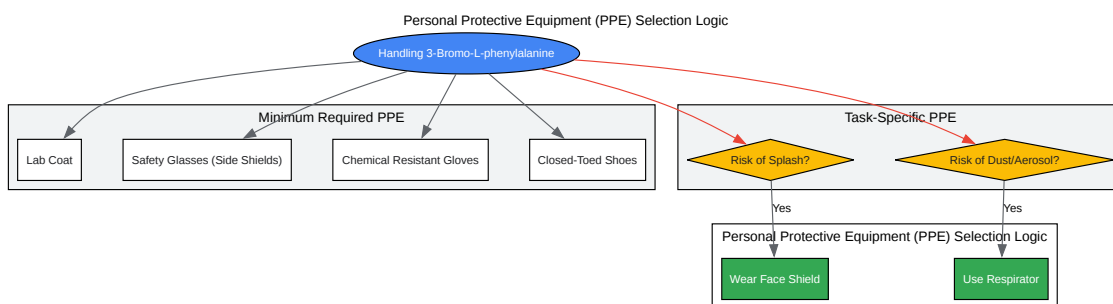 Personal Protective Equipment (PPE) Selection Logic
Handling 3-Bromo-L-phenylalanine
Minimum Required PPE
Task-Specific PPE
Lab Coat
Safety Glasses (Side Shields)
Chemical Resistant Gloves
Closed-Toed Shoes
Risk of Splash?
Risk of Dust/Aerosol?
Yes
Yes
Personal Protective Equipment (PPE) Selection Logic
Wear Face Shield
Use Respirator